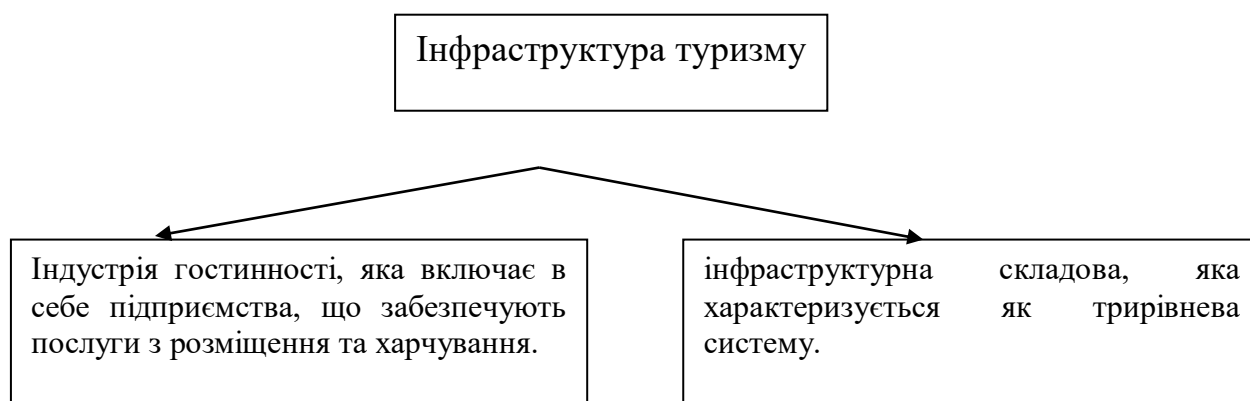 Інфраструктура туризму
Індустрія гостинності, яка включає в
себе підприємства, що забезпечують
послуги з розміщення та харчування.
інфраструктурна складова, яка
характеризується як трирівнева
систему.